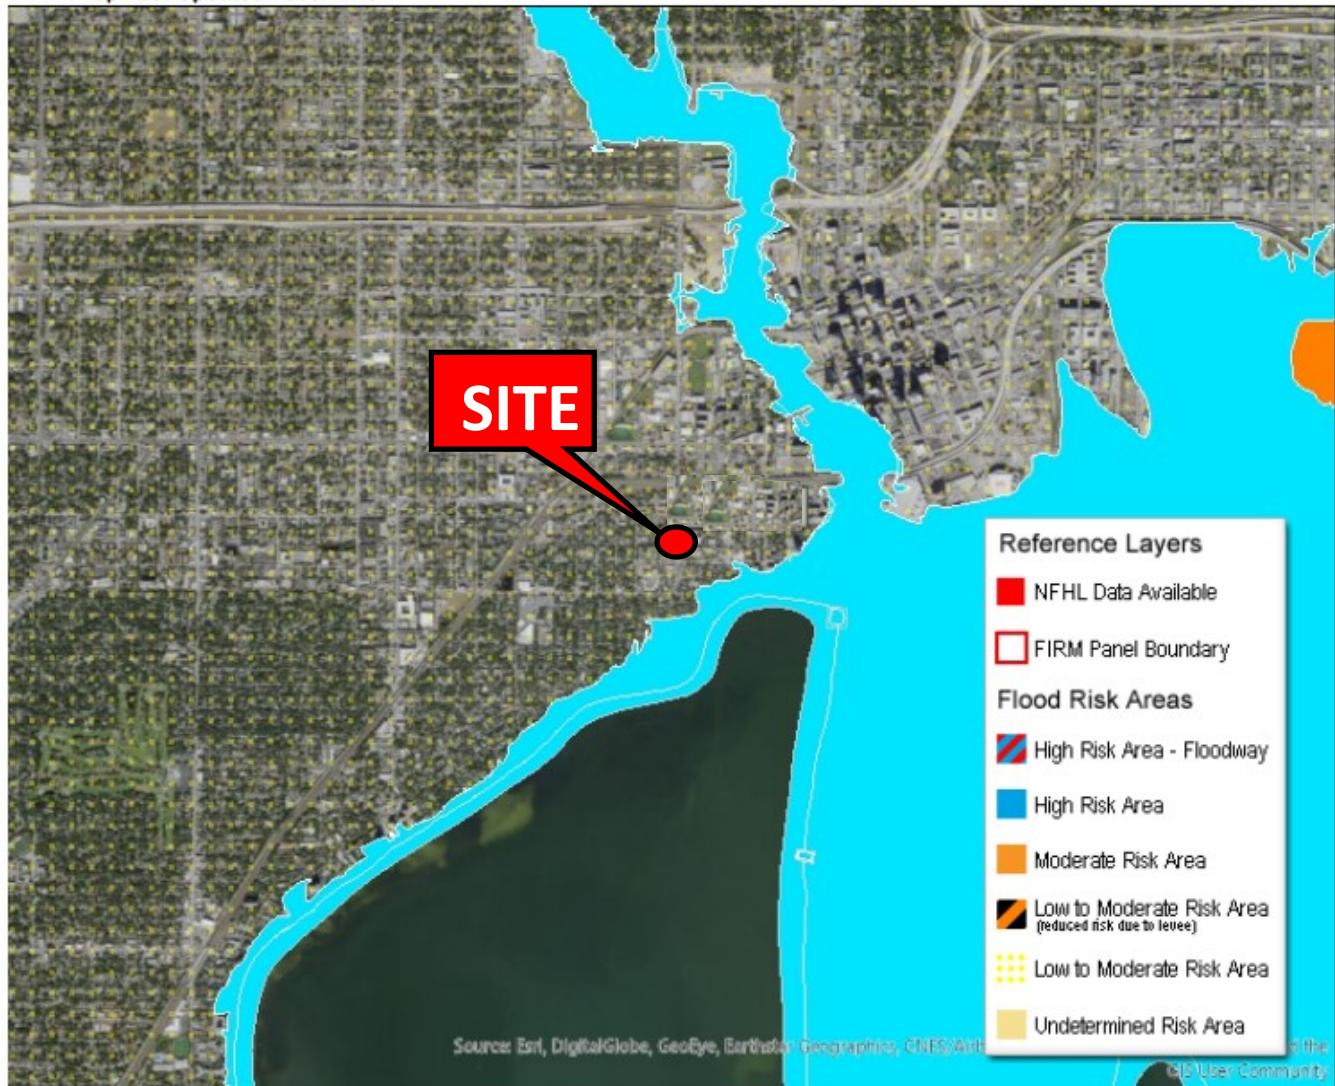 SITE
Reference Layers
NFHL Data Available
FIRM Panel Boundary
Flood Risk Areas
High Risk Area - Floodway
High Risk Area
Moderate Risk Area
Low to Moderate Risk Area
(reduced risk due to levee)
Low to Moderate Risk Area
Undetermined Risk Area
Source: Esri, DigitalGlobe, GeoEye, Earthstar Geographics, CNES/Airb
d the
GIS User Community